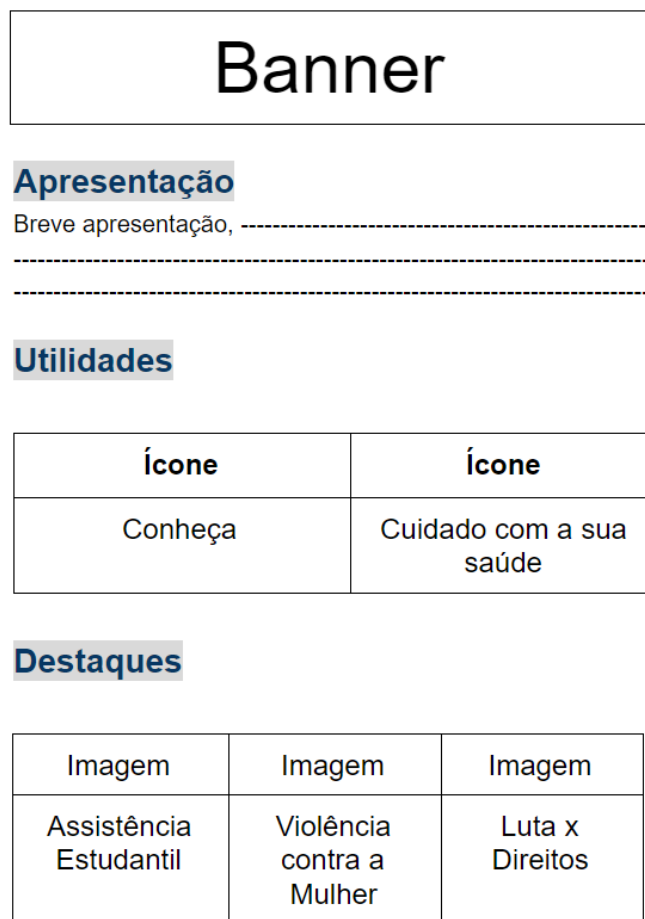 Banner
Apresentação
Breve apresentação, ---------------------------------------------------
--------------------------------------------------------------------------------
--------------------------------------------------------------------------------
Utilidades
Ícone Ícone
Conheça Cuidado com a sua
saúde
Destaques
Imagem Imagem Imagem
Assistência Violência Luta x
Estudantil contra a Direitos
Mulher